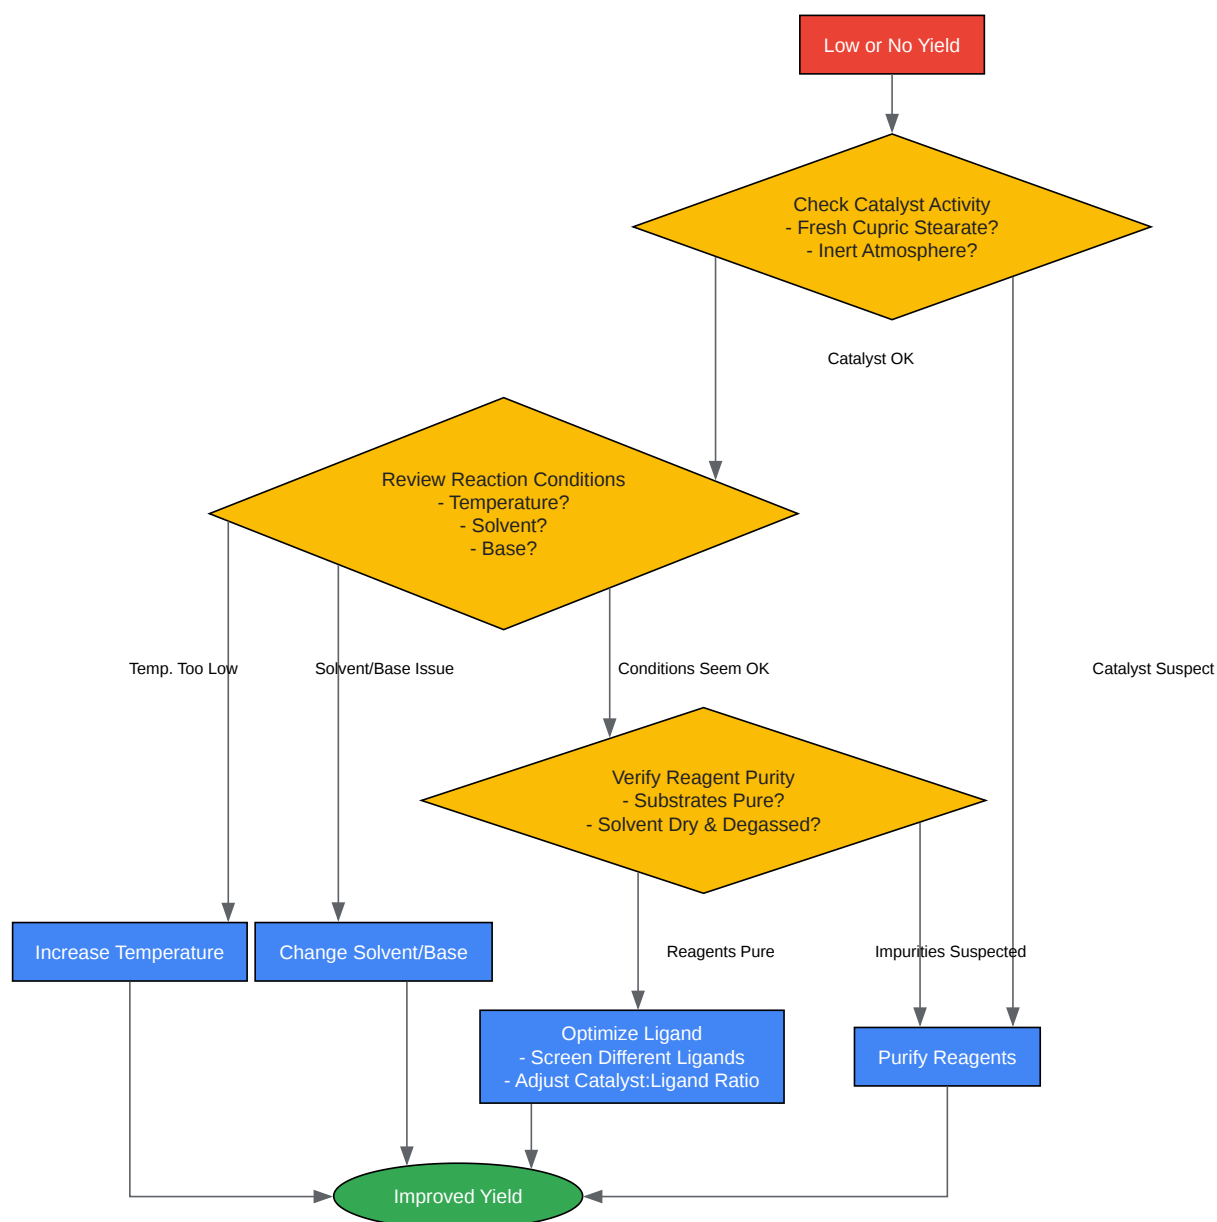 Low or No Yield
Check Catalyst Activity
- Fresh Cupric Stearate?
- Inert Atmosphere?
Catalyst OK
Review Reaction Conditions
- Temperature?
- Solvent?
- Base?
Temp. Too Low
Solvent/Base Issue
Conditions Seem OK
Catalyst Suspect
Verify Reagent Purity
- Substrates Pure?
- Solvent Dry & Degassed?
Increase Temperature
Change Solvent/Base
Reagents Pure
Impurities Suspected
Optimize Ligand
- Screen Different Ligands
- Adjust Catalyst:Ligand Ratio
Purify Reagents
Improved Yield